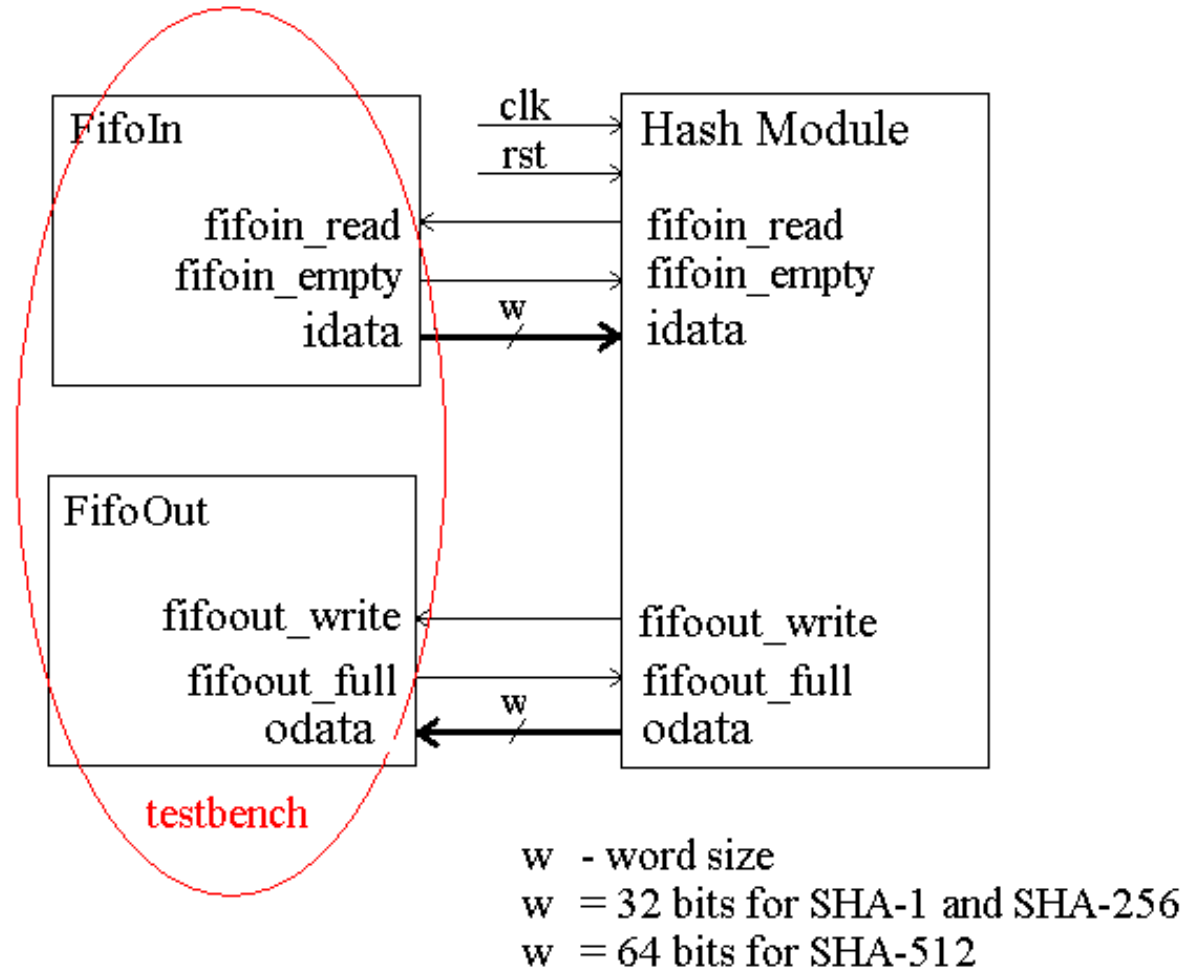 FifoIn
fifoin_read
fifoin_empty
idata
w
clk
rst
Hash Module
fifoin_read
fifoin_empty
idata
FifoOut
fifoout_write
fifoout_full
odata
w
fifoout_write
fifoout_full
odata
testbench
w - word size
w = 32 bits for SHA-1 and SHA-256
w = 64 bits for SHA-512